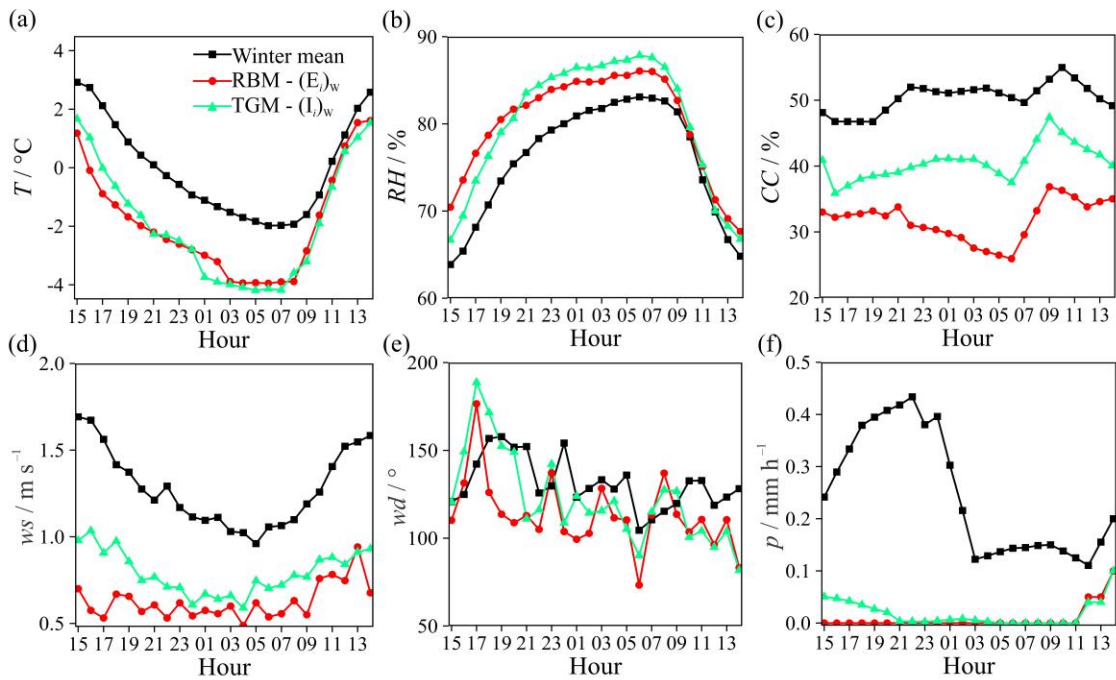 (a)
T / °C
4
2
0
-2
-4
Winter mean
RBM - (Eᵢ)w
TGM - (Iᵢ)w
15 17 19 21 23 01 03 05 07 09 11 13
Hour
(b)
RH / %
90
80
70
60
15 17 19 21 23 01 03 05 07 09 11 13
Hour
(c)
CC / %
60
50
40
30
20
15 17 19 21 23 01 03 05 07 09 11 13
Hour
(d)
ws / m s⁻¹
2.0
1.5
1.0
0.5
15 17 19 21 23 01 03 05 07 09 11 13
Hour
(e)
wd / °
200
150
100
50
15 17 19 21 23 01 03 05 07 09 11 13
Hour
(f)
p / mm h⁻¹
0.5
0.4
0.3
0.2
0.1
0.0
15 17 19 21 23 01 03 05 07 09 11 13
Hour